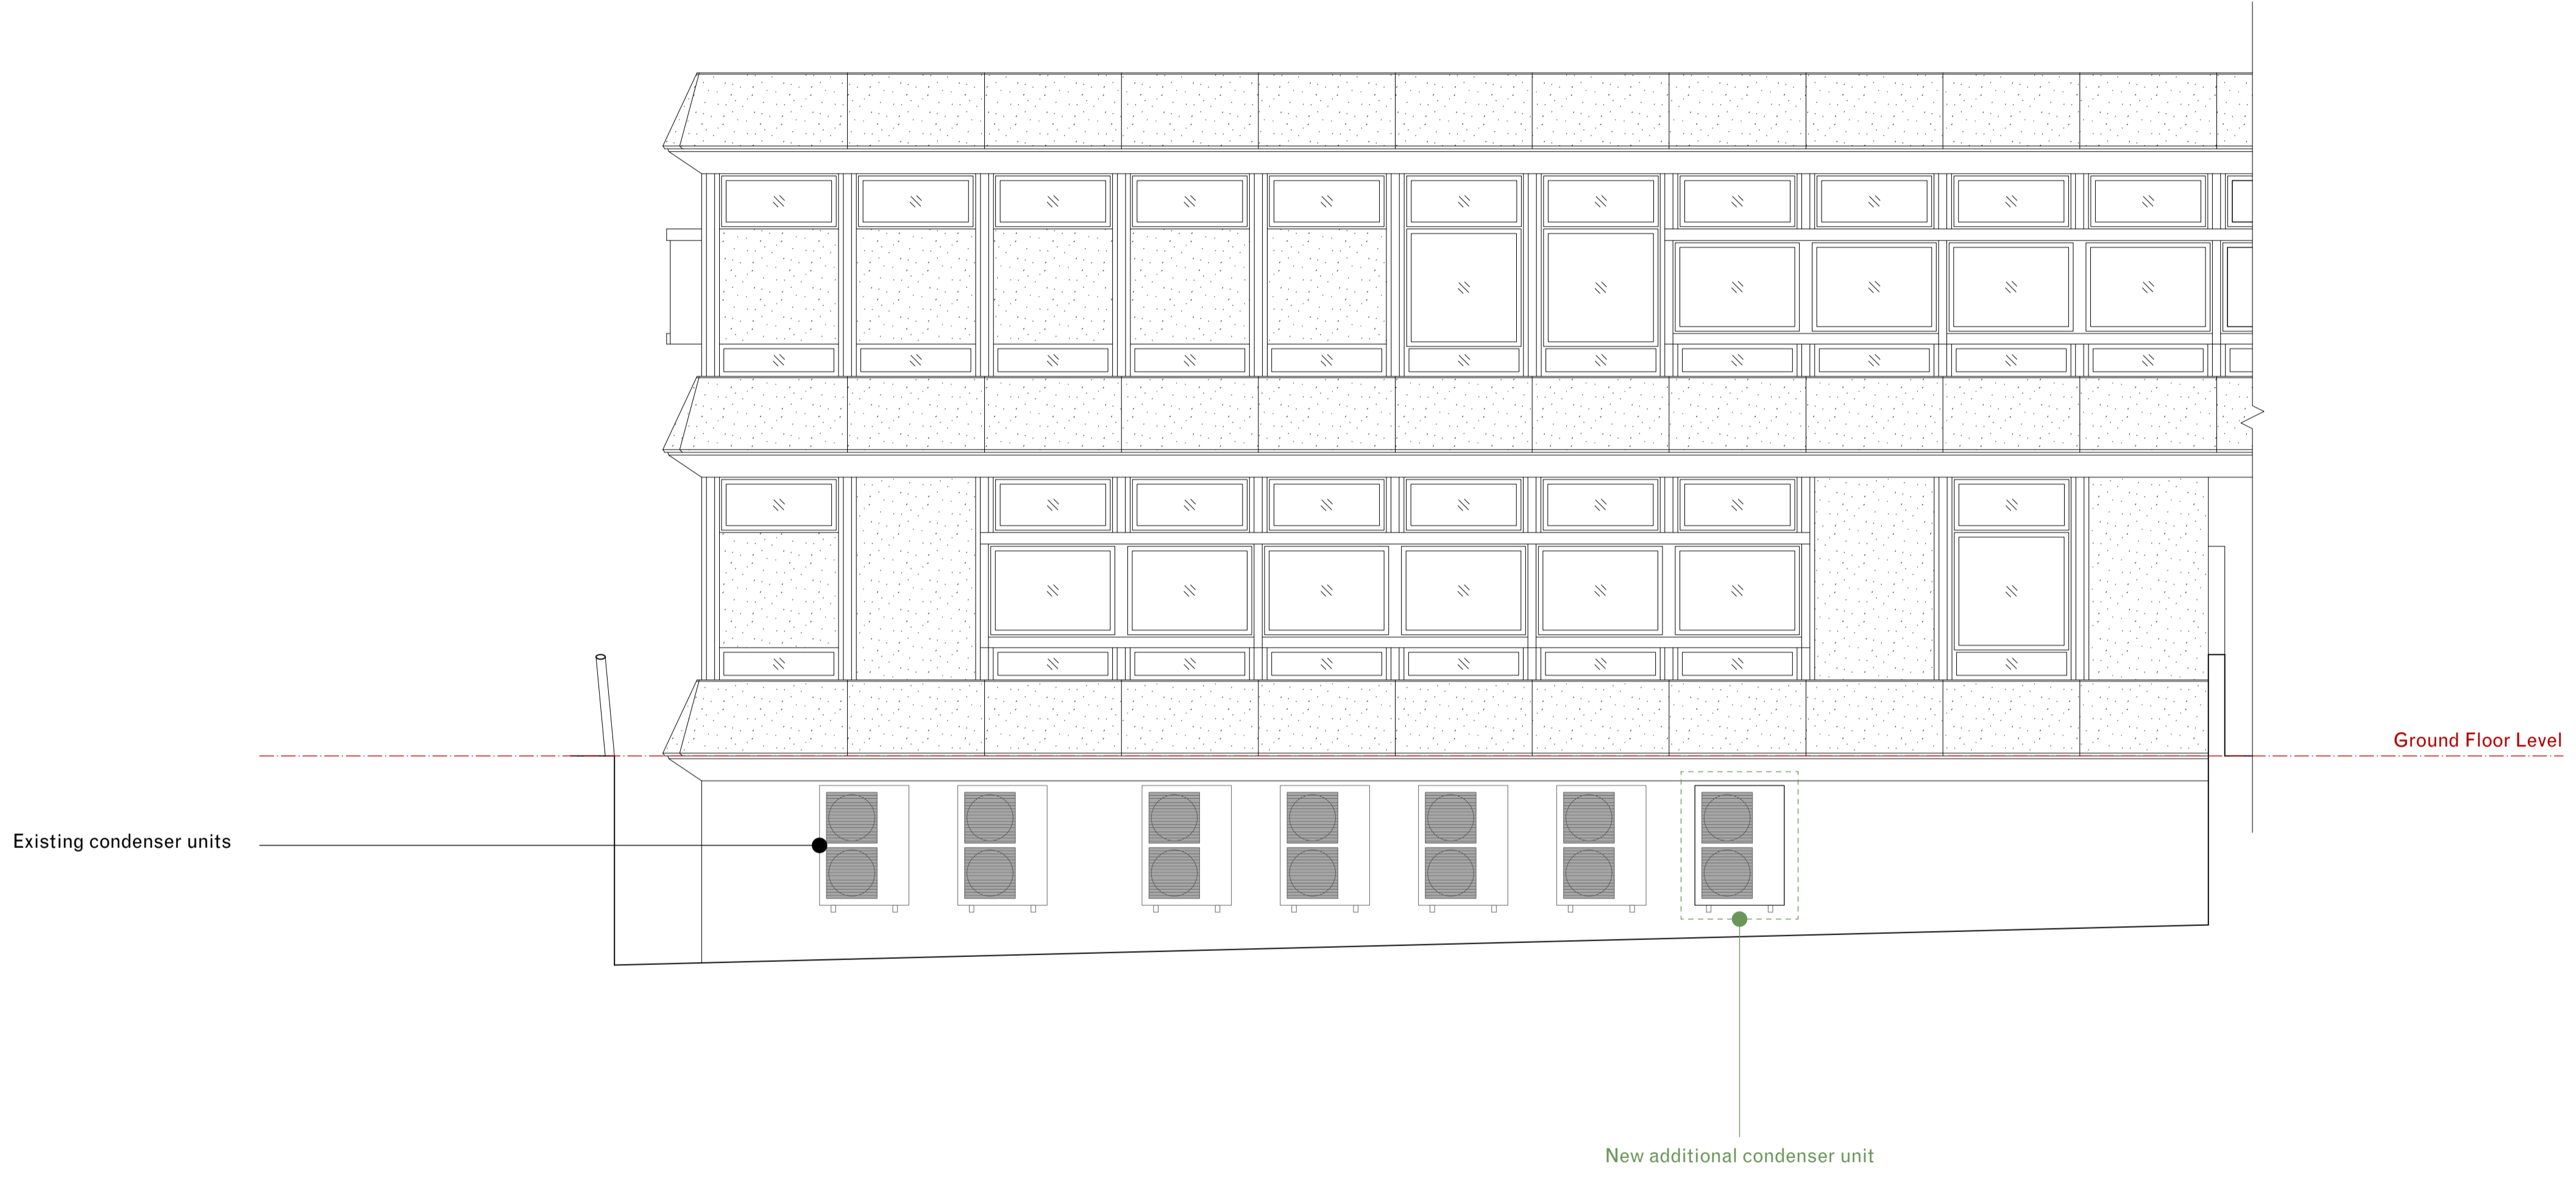 Ground Floor Level
Existing condenser units
New additional condenser unit